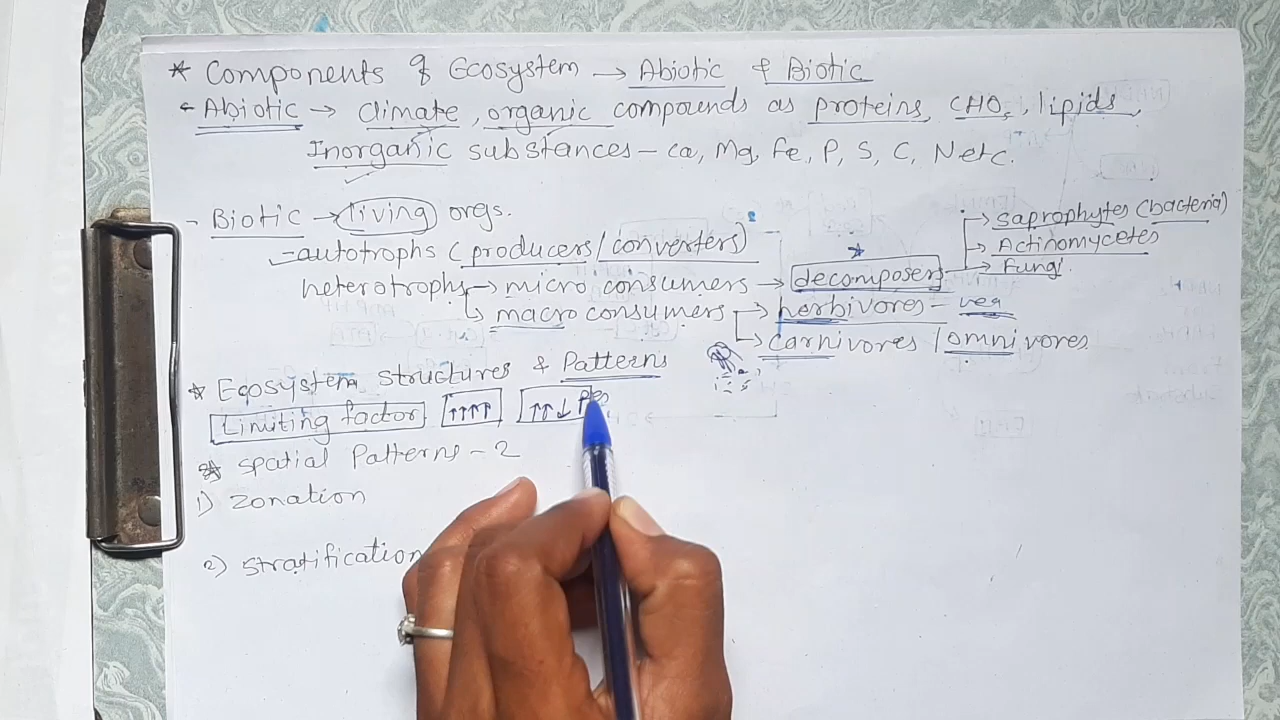 * Components of Ecosystem → Abiotic & Biotic
- Abiotic → Climate, organic compounds as proteins, CHO, lipids
Inorganic substances - Ca, Mg, Fe, P, S, C, N etc.
- Biotic → living orgs.
- autotrophs (producers/converters)
heterotrophs → micro consumers → decomposers → saprophytes (bacteria)
→ Actinomycetes
→ Fungi
→ macro consumers → herbivores - veg
→ carnivores / omnivores
* Ecosystem structures & Patterns
Limiting factor ↑↑↑↑ ↑↑↓
* Spatial Patterns - 2
1) Zonation
2) Stratification